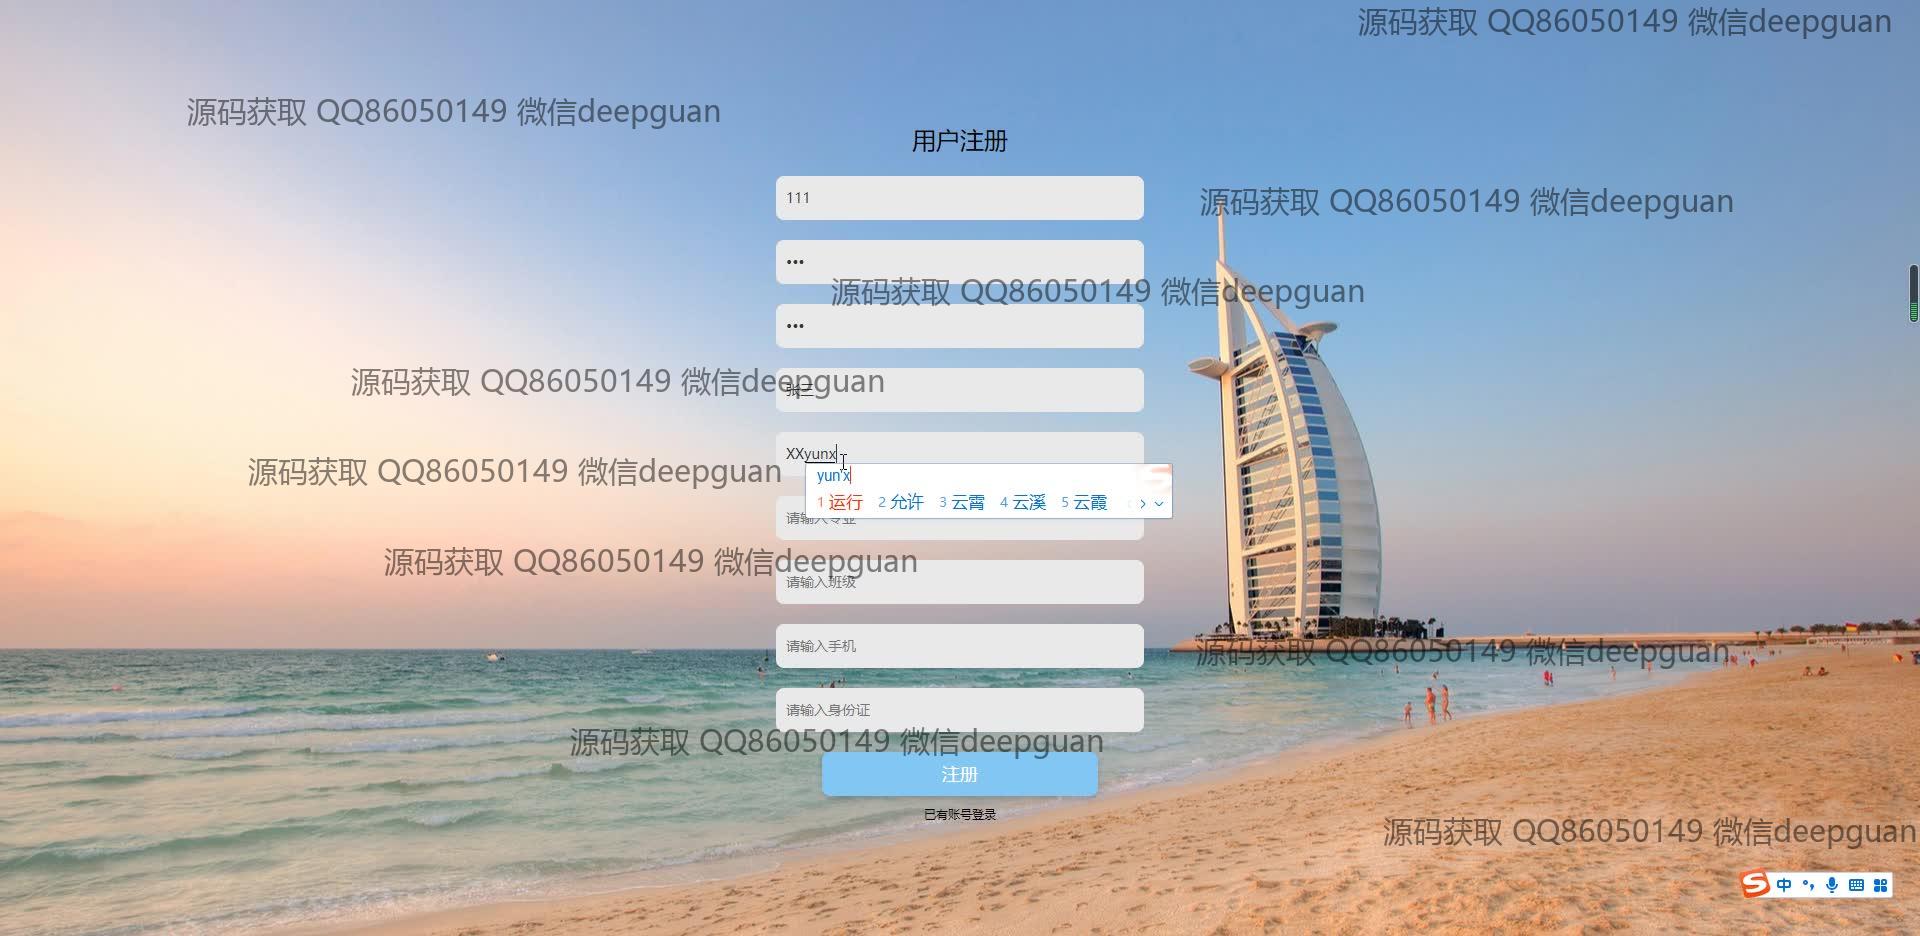 源码获取 QQ86050149 微信deepguan
源码获取 QQ86050149 微信deepguan
用户注册
111
•••
源码获取 QQ86050149 微信deepguan
源码获取 QQ86050149 微信deepguan
•••
源码获取 QQ86050149 微信deepguan
张三
XXyunx
源码获取 QQ86050149 微信deepguan
yun'x
1 运行 2 允许 3 云霄 4 云溪 5 云霞
请输入专业
源码获取 QQ86050149 微信deepguan
请输入班级
请输入手机
源码获取 QQ86050149 微信deepguan
请输入身份证
源码获取 QQ86050149 微信deepguan
注册
已有账号登录
源码获取 QQ86050149 微信deepguan
中